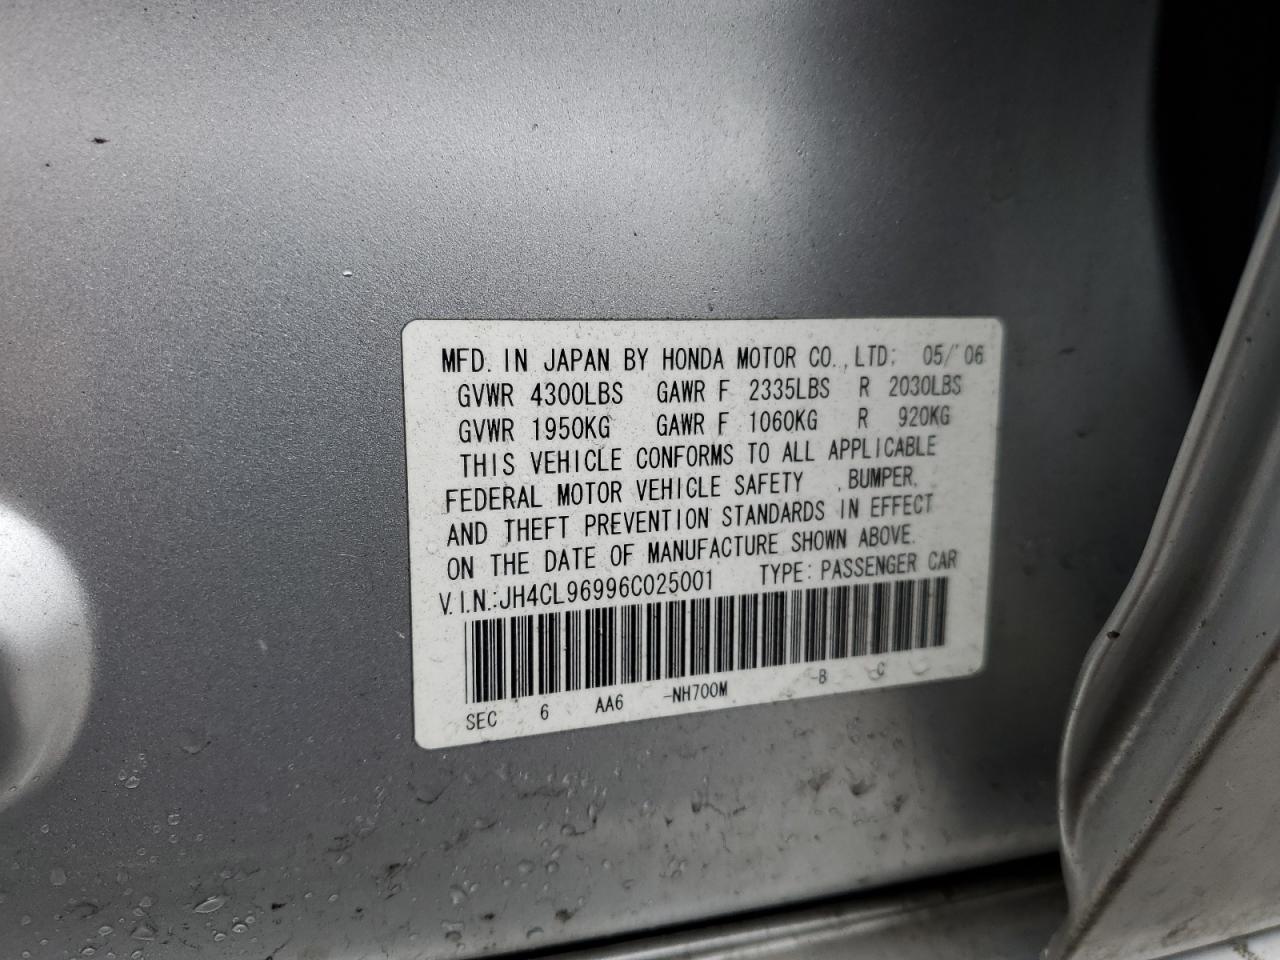 MFD. IN JAPAN BY HONDA MOTOR CO.,LTD: 05/'06
GVWR 4300LBS GAWR F 2335LBS R 2030LBS
GVWR 1950KG GAWR F 1060KG R 920KG
THIS VEHICLE CONFORMS TO ALL APPLICABLE
FEDERAL MOTOR VEHICLE SAFETY ,BUMPER,
AND THEFT PREVENTION STANDARDS IN EFFECT
ON THE DATE OF MANUFACTURE SHOWN ABOVE.
V.I.N.:JH4CL96996C025001 TYPE:PASSENGER CAR
SEC 6 AA6 -NH700M -B C